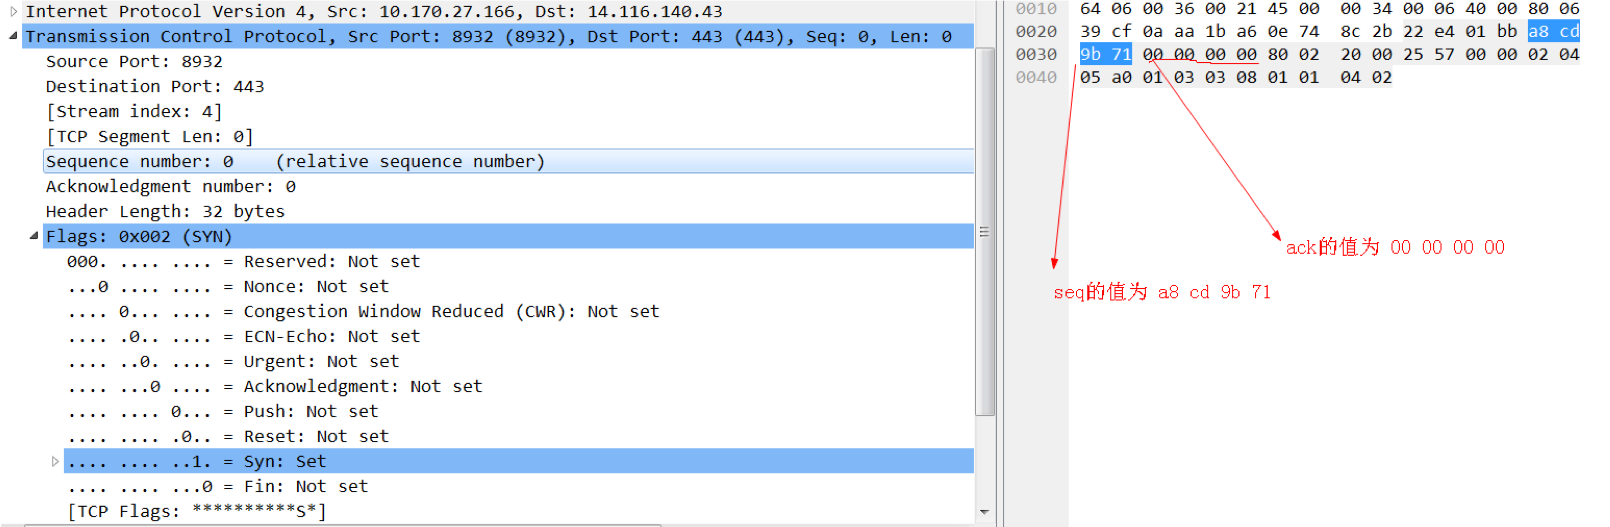 Internet Protocol Version 4, Src: 10.170.27.166, Dst: 14.116.140.43
Transmission Control Protocol, Src Port: 8932 (8932), Dst Port: 443 (443), Seq: 0, Len: 0
Source Port: 8932
Destination Port: 443
[Stream index: 4]
[TCP Segment Len: 0]
Sequence number: 0    (relative sequence number)
Acknowledgment number: 0
Header Length: 32 bytes
Flags: 0x002 (SYN)
000. .... .... = Reserved: Not set
...0 .... .... = Nonce: Not set
.... 0... .... = Congestion Window Reduced (CWR): Not set
.... .0.. .... = ECN-Echo: Not set
.... ..0. .... = Urgent: Not set
.... ...0 .... = Acknowledgment: Not set
.... .... 0... = Push: Not set
.... .... .0.. = Reset: Not set
.... .... ..1. = Syn: Set
.... .... ...0 = Fin: Not set
[TCP Flags: **********S*]
0010  64 06 00 36 00 21 45 00  00 34 00 06 40 00 80 06
0020  39 cf 0a aa 1b a6 0e 74  8c 2b 22 e4 01 bb a8 cd
0030  9b 71 00 00 00 00 80 02  20 00 25 57 00 00 02 04
0040  05 a0 01 03 03 08 01 01  04 02
ack的值为 00 00 00 00
seq的值为 a8 cd 9b 71